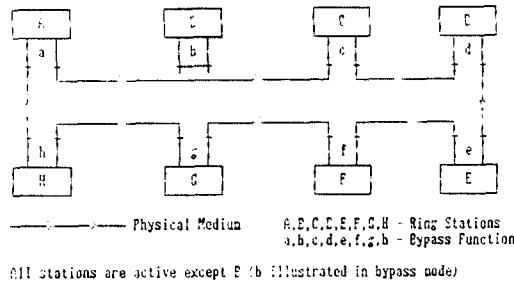 A B C D
a b c d
h g f e
H G F E
Physical Medium A,B,C,D,E,F,G,H - Ring Stations
a,b,c,d,e,f,g,h - Bypass Function
All stations are active except B (b illustrated in bypass mode)